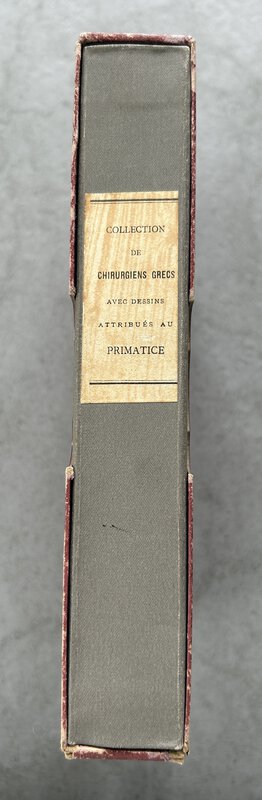 COLLECTION
DE
CHIRURGIENS GRECS
AVEC DESSINS
ATTRIBUÉS AU
PRIMATICE